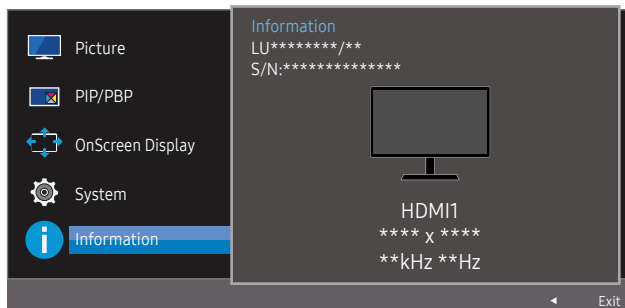 Picture
PIP/PBP
OnScreen Display
System
Information
Information
LU********/**
S/N:**************
HDMI1
**** x ****
**kHz **Hz
Exit